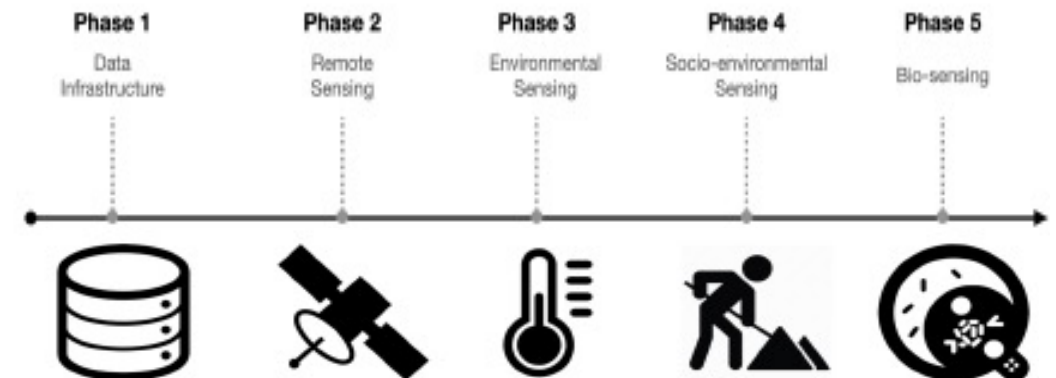 Phase 1
Data
Infrastructure
Phase 2
Remote
Sensing
Phase 3
Environmental
Sensing
Phase 4
Socio-environmental
Sensing
Phase 5
Bio-sensing